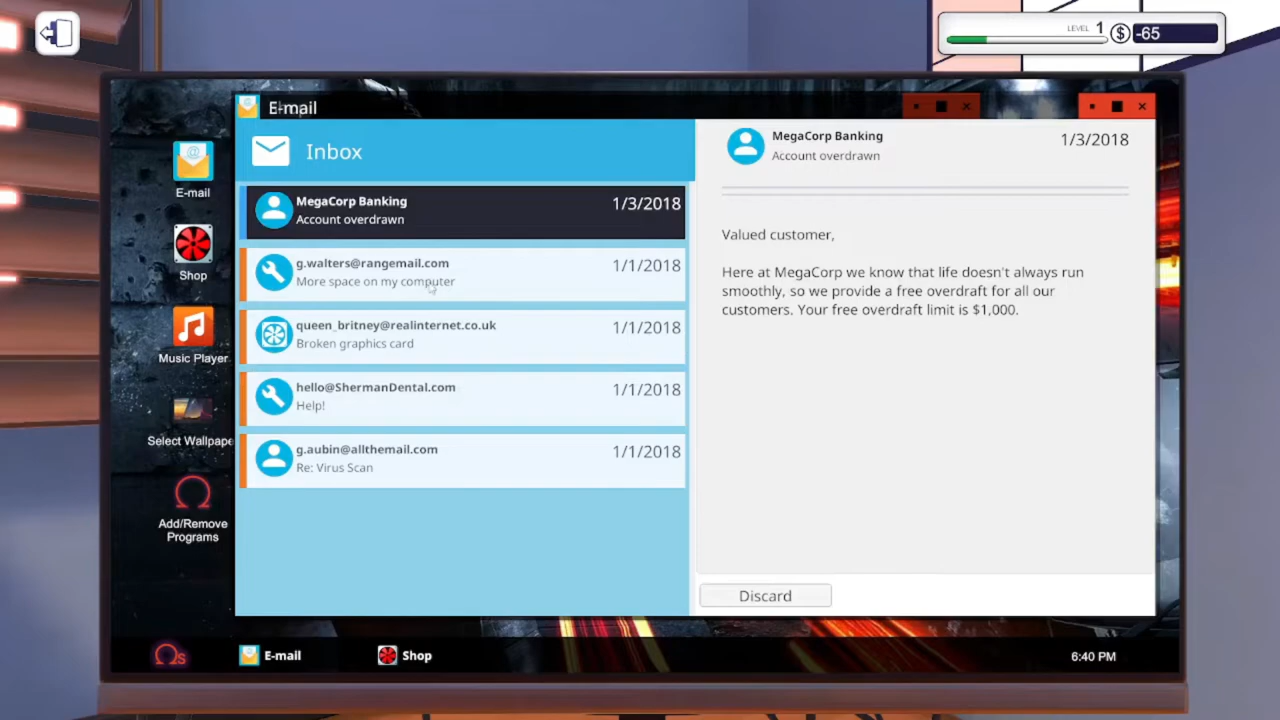 LEVEL 1 $ -65
E-mail
Inbox
MegaCorp Banking
Account overdrawn
1/3/2018
g.walters@rangemail.com
More space on my computer
1/1/2018
queen_britney@realinternet.co.uk
Broken graphics card
1/1/2018
hello@ShermanDental.com
Help!
1/1/2018
g.aubin@allthemail.com
Re: Virus Scan
1/1/2018
MegaCorp Banking
Account overdrawn
1/3/2018
Valued customer,
Here at MegaCorp we know that life doesn't always run
smoothly, so we provide a free overdraft for all our
customers. Your free overdraft limit is $1,000.
Discard
E-mail
Shop
Music Player
Select Wallpape
Add/Remove
Programs
Ωs
E-mail
Shop
6:40 PM